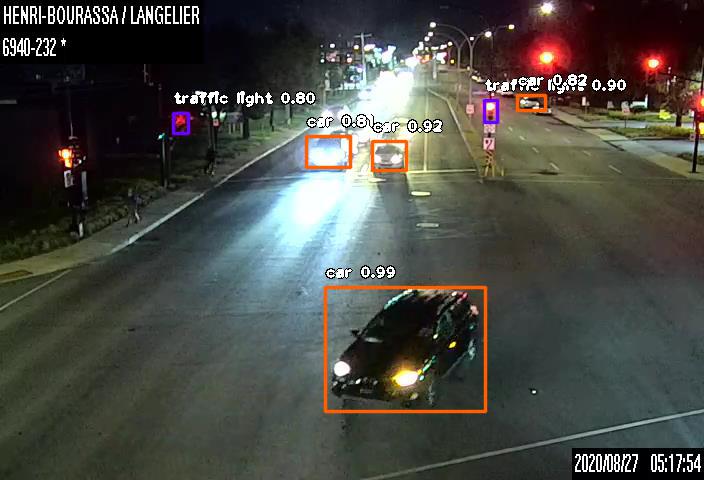 HENRI-BOURASSA / LANGELIER
6940-232 *
car 0.82
traffic light 0.90
traffic light 0.80
car 0.81
car 0.92
car 0.99
2020/08/27 05:17:54